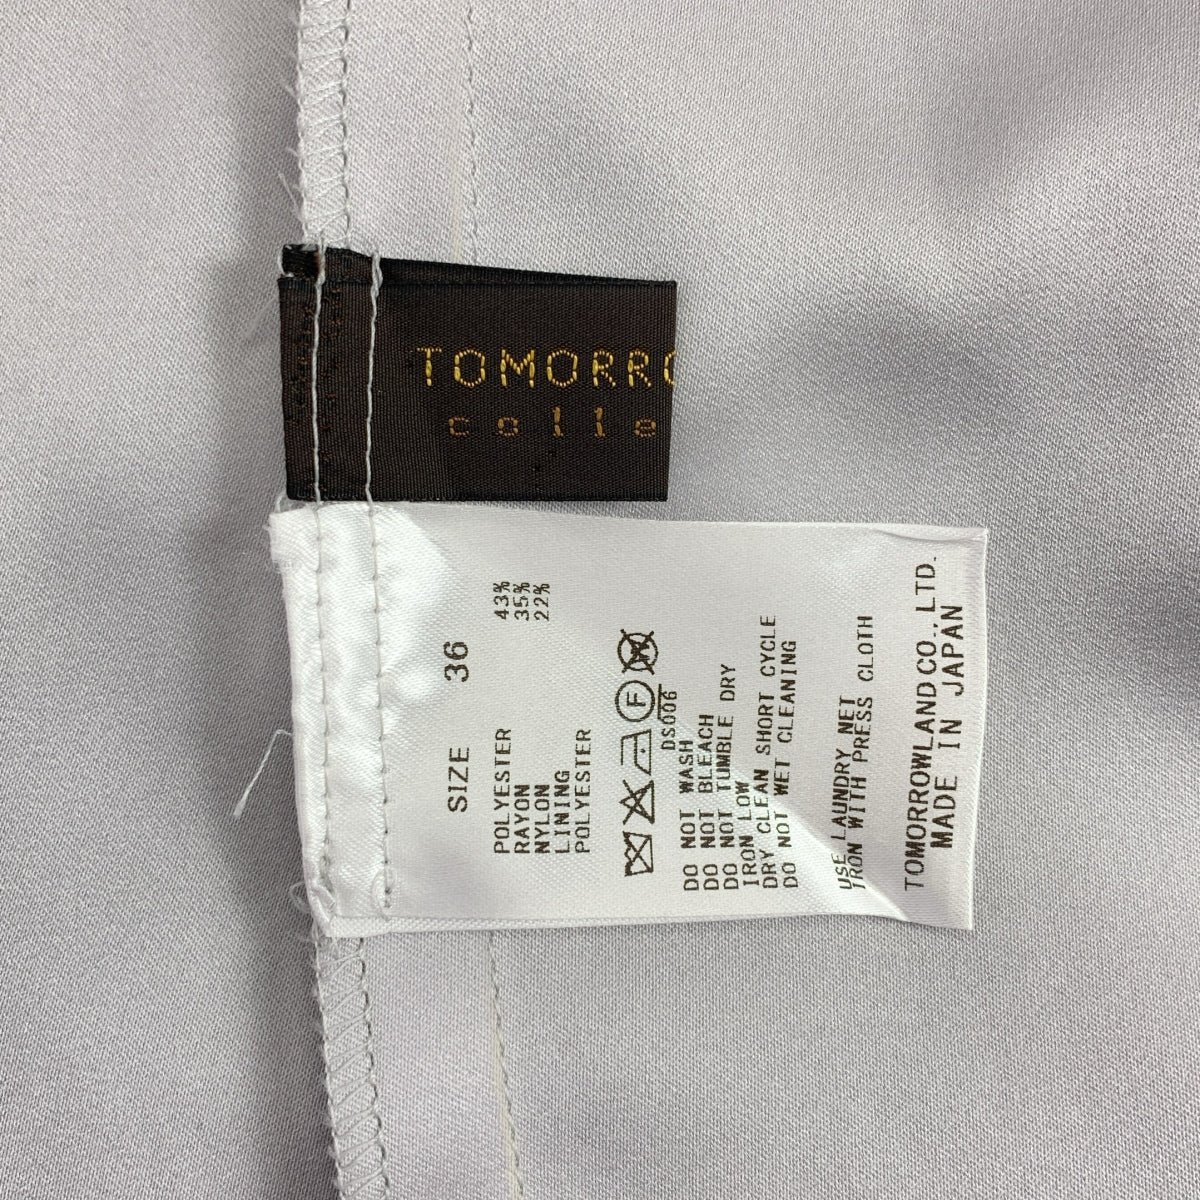 TOMORRO
colle
SIZE 36
POLYESTER 43%
RAYON 35%
NYLON 22%
LINING
POLYESTER
F
W
DS006
DO NOT WASH
DO NOT BLEACH
DO NOT TUMBLE DRY
IRON LOW
DRY CLEAN SHORT CYCLE
DO NOT WET CLEANING
USE LAUNDRY NET
IRON WITH PRESS CLOTH
TOMORROWLAND CO., LTD.
MADE IN JAPAN